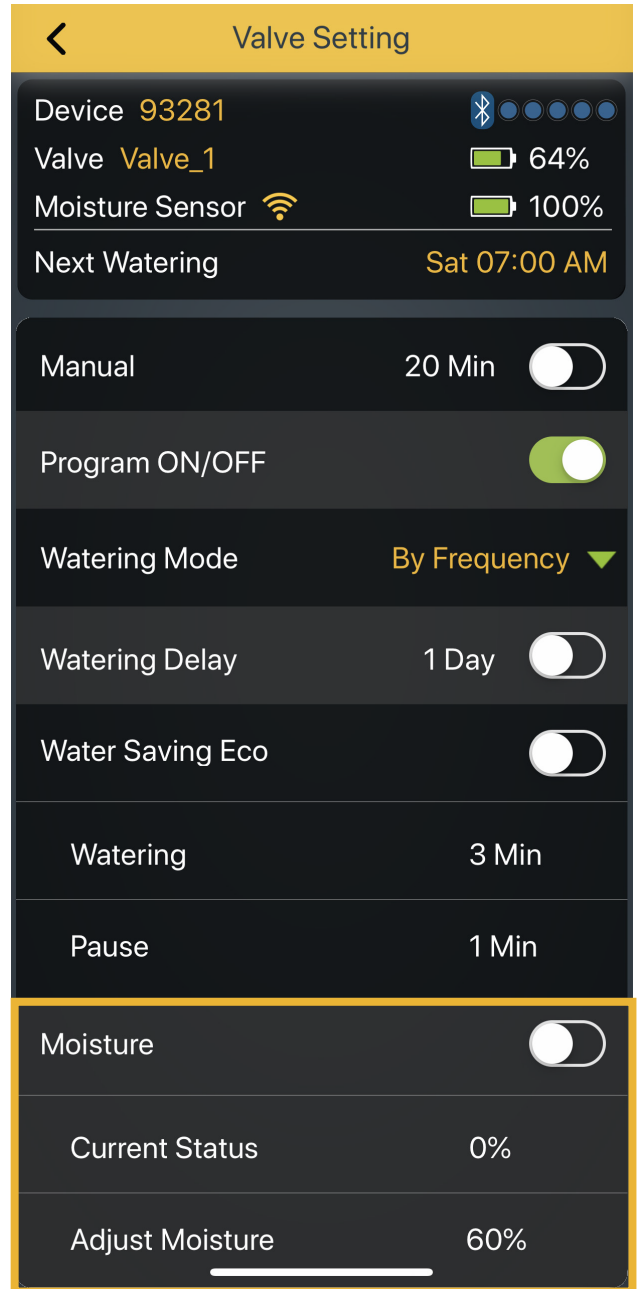 Valve Setting
Device 93281
Valve Valve_1 64%
Moisture Sensor 100%
Next Watering Sat 07:00 AM
Manual 20 Min
Program ON/OFF
Watering Mode By Frequency
Watering Delay 1 Day
Water Saving Eco
Watering 3 Min
Pause 1 Min
Moisture
Current Status 0%
Adjust Moisture 60%